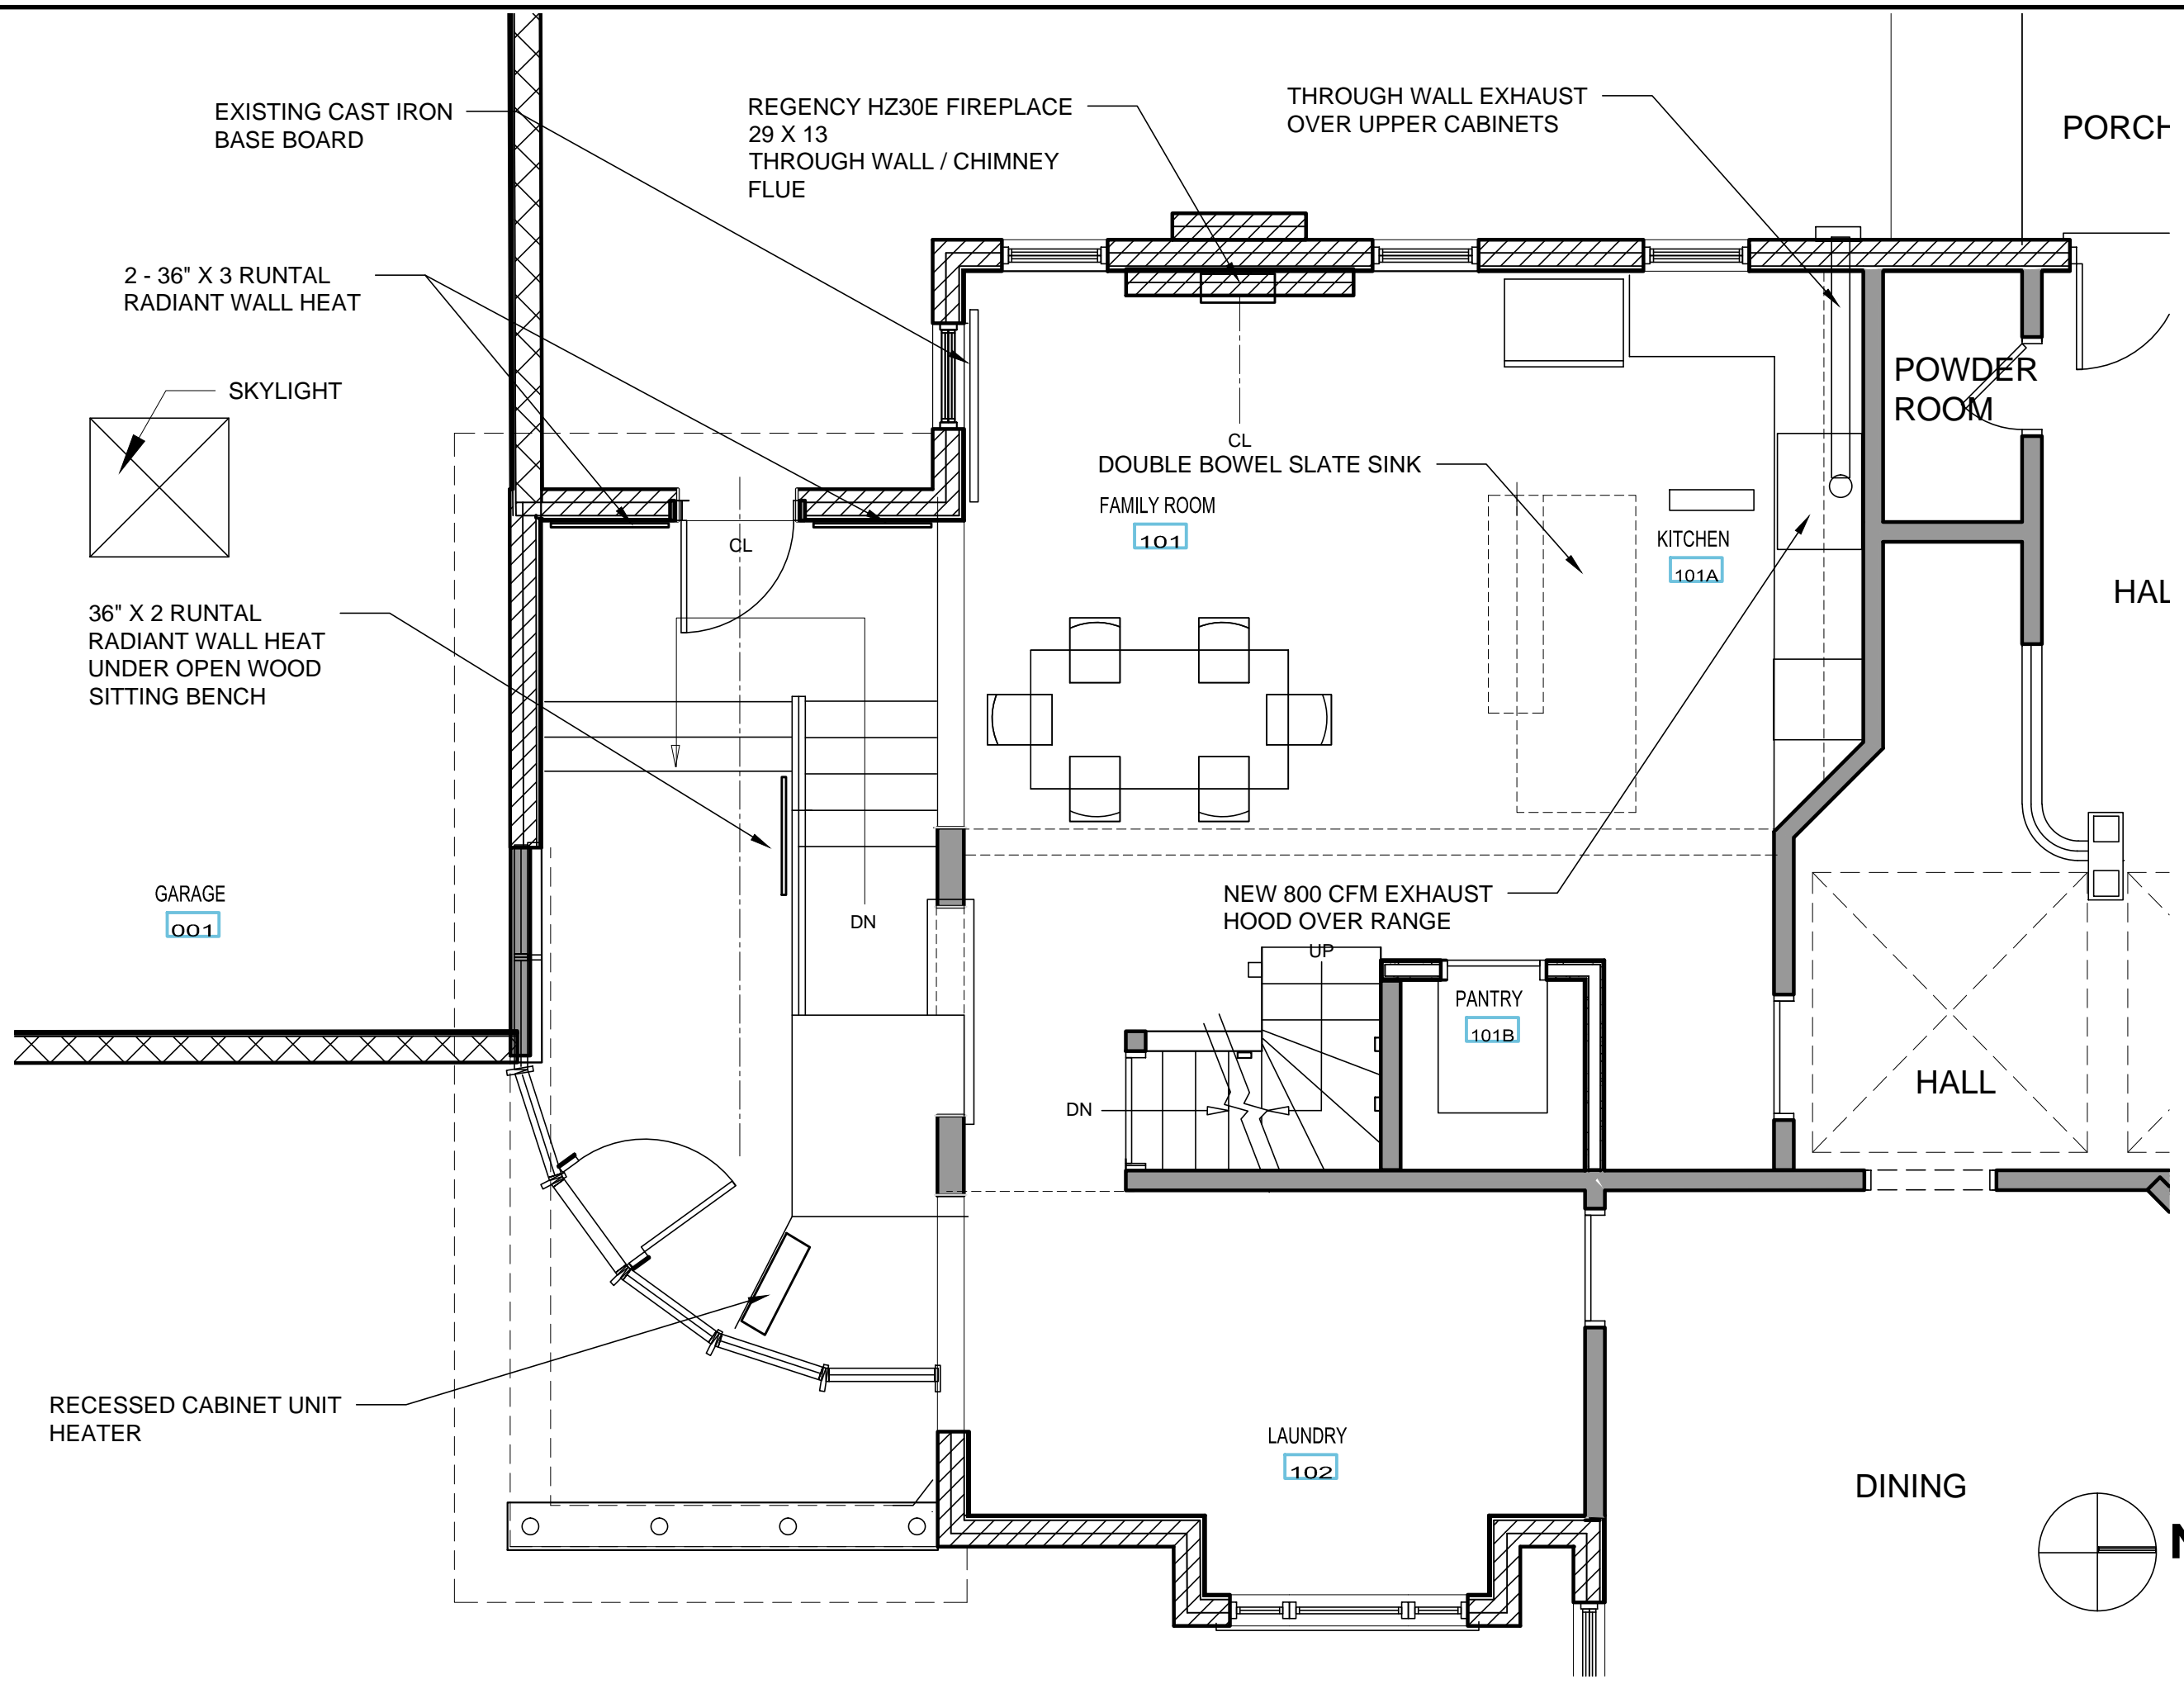 EXISTING CAST IRON
BASE BOARD
REGENCY HZ30E FIREPLACE
29 X 13
THROUGH WALL / CHIMNEY
FLUE
THROUGH WALL EXHAUST
OVER UPPER CABINETS
PORCH
2 - 36" X 3 RUNTAL
RADIANT WALL HEAT
SKYLIGHT
POWDER
ROOM
CL
DOUBLE BOWEL SLATE SINK
FAMILY ROOM
101
KITCHEN
101A
CL
HAL
36" X 2 RUNTAL
RADIANT WALL HEAT
UNDER OPEN WOOD
SITTING BENCH
GARAGE
001
DN
NEW 800 CFM EXHAUST
HOOD OVER RANGE
UP
PANTRY
101B
DN
HALL
RECESSED CABINET UNIT
HEATER
LAUNDRY
102
DINING
N